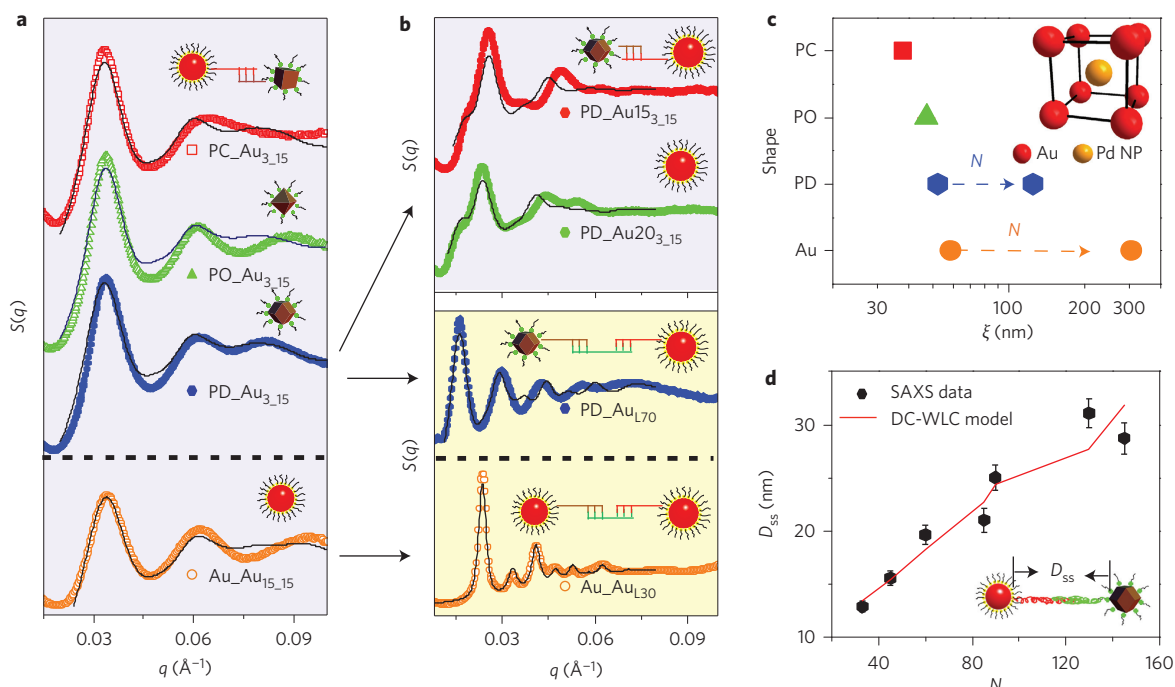 a
S(q)
PC_Au3_15
PO_Au3_15
PD_Au3_15
Au_Au15_15
0.03 0.06 0.09
q (Å⁻¹)
b
S(q)
PD_Au153_15
PD_Au203_15
S(q)
PD_AuL70
Au_AuL30
0.03 0.06 0.09
q (Å⁻¹)
c
Shape
PC
PO
PD
Au
Au Pd NP
N
N
30 100 300
ξ (nm)
d
SAXS data
DC-WLC model
Dss (nm)
30
20
10
Dss
40 80 120 160
N